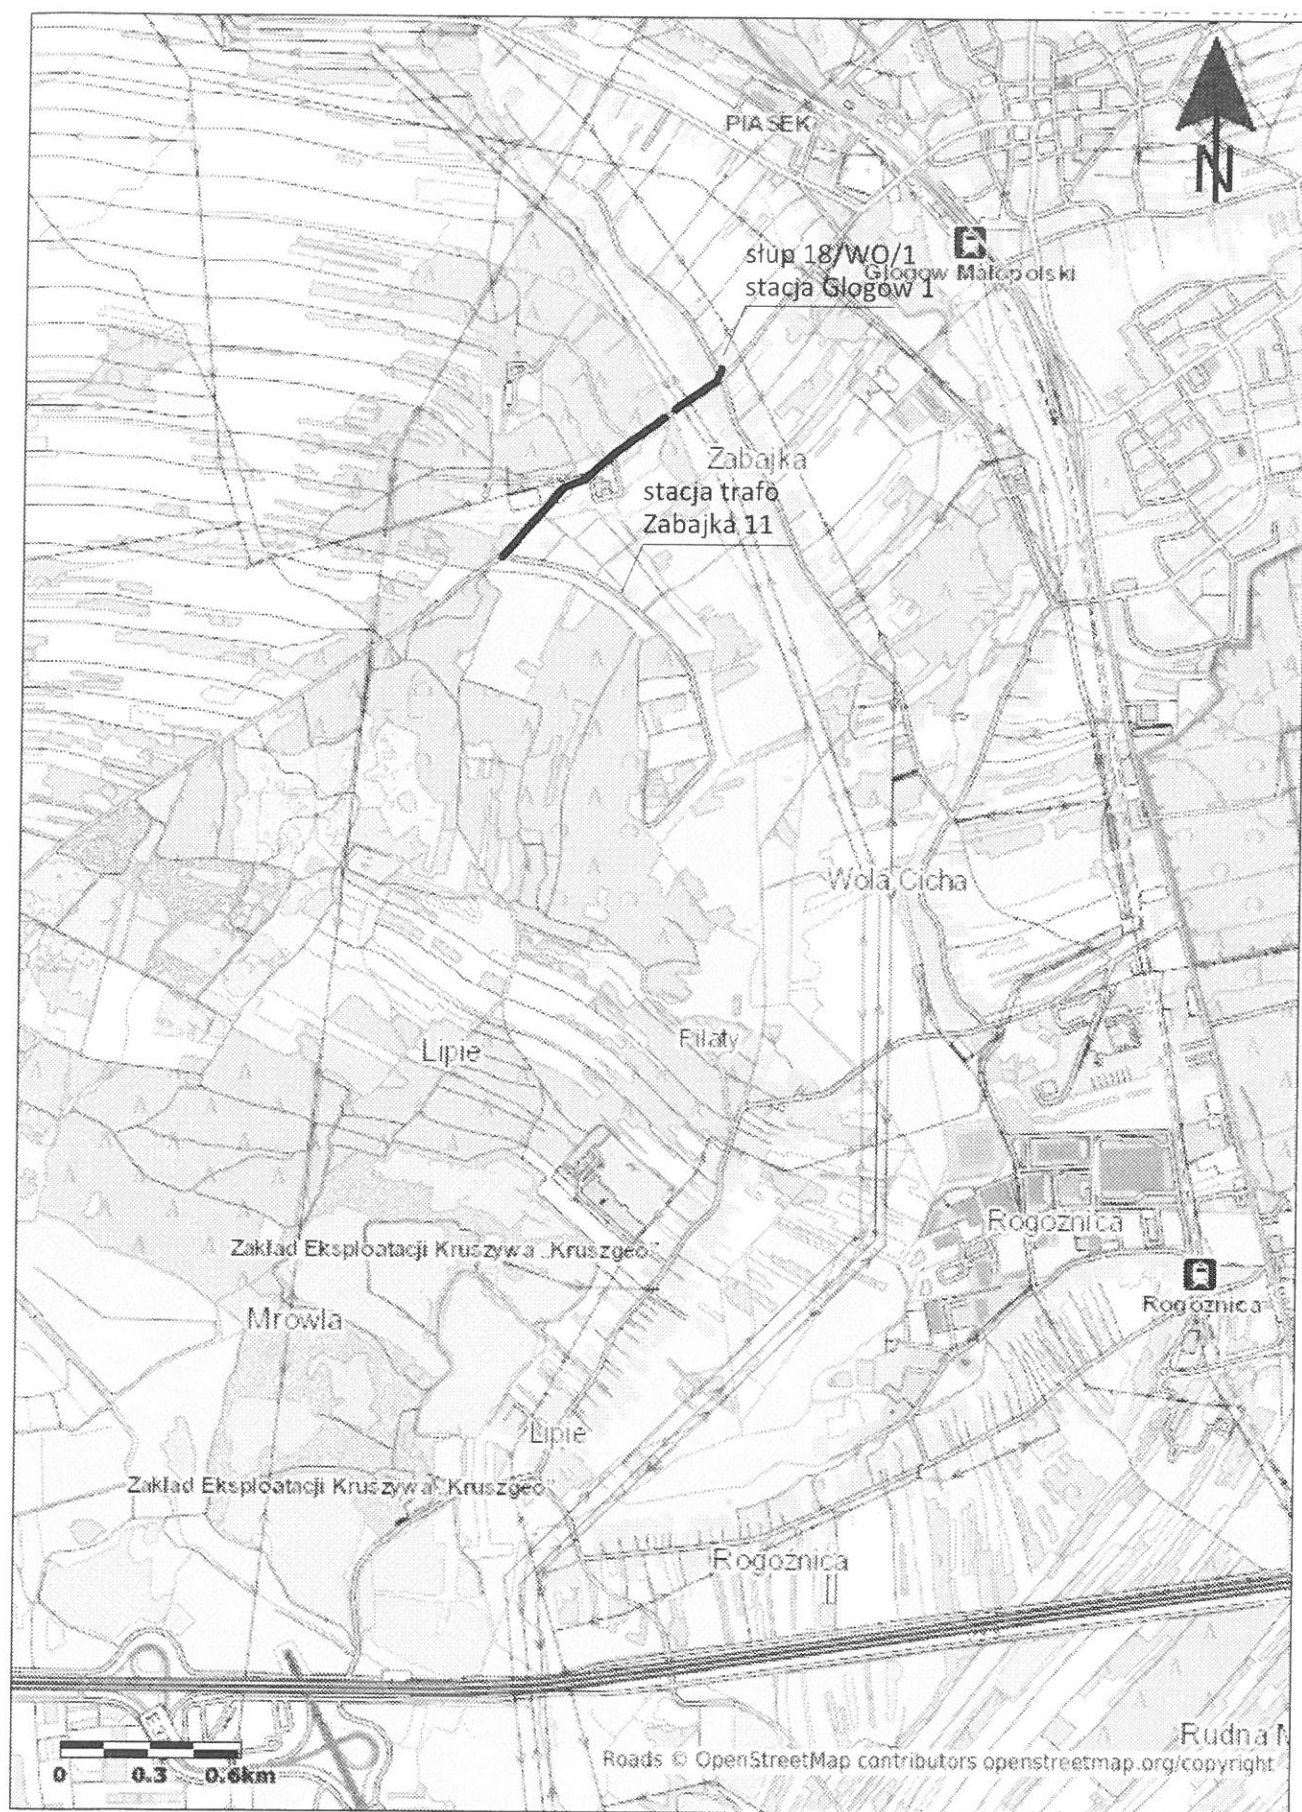 PIASEK
N
słup 18/WO/1
stacja Głogów 1
Głogów Małopolski
Zabajka
stacja trafo
Zabajka 11
Wola Cicha
Filaty
Lipie
Rogoźnica
Zakład Eksploatacji Kruszywa „Kruszgeo”
Rogoźnica
Mrowla
Lipie
Zakład Eksploatacji Kruszywa „Kruszgeo”
Rogoźnica
Rudna
0 0.3 0.6km
Roads © OpenStreetMap contributors openstreetmap.org/copyright